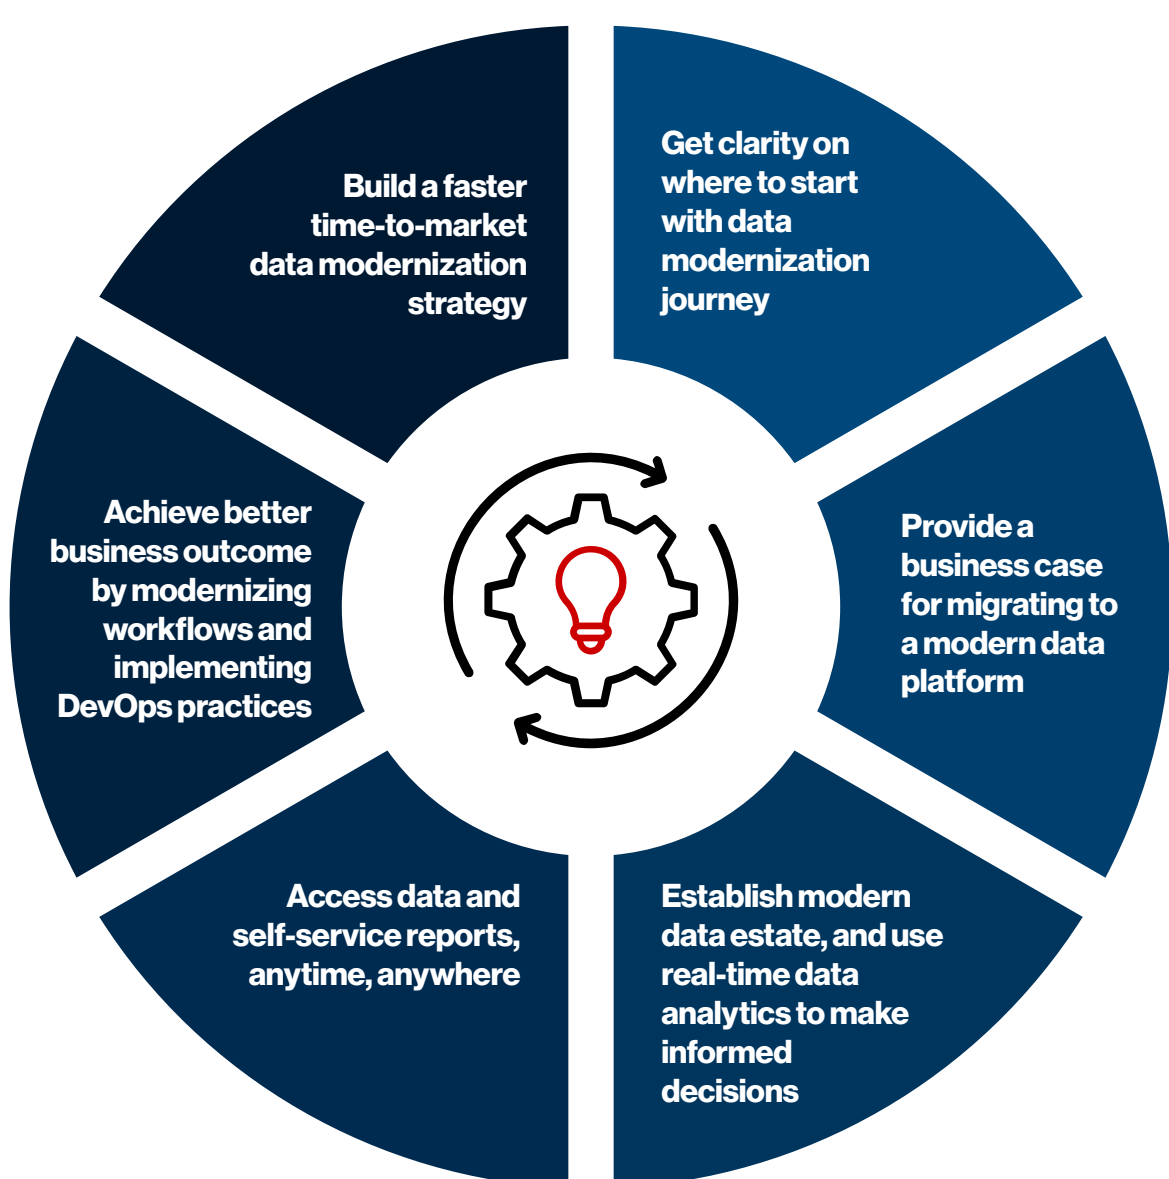 Build a faster
time-to-market
data modernization
strategy
Get clarity on
where to start
with data
modernization
journey
Achieve better
business outcome
by modernizing
workflows and
implementing
DevOps practices
Provide a
business case
for migrating to
a modern data
platform
Access data and
self-service reports,
anytime, anywhere
Establish modern
data estate, and use
real-time data
analytics to make
informed
decisions